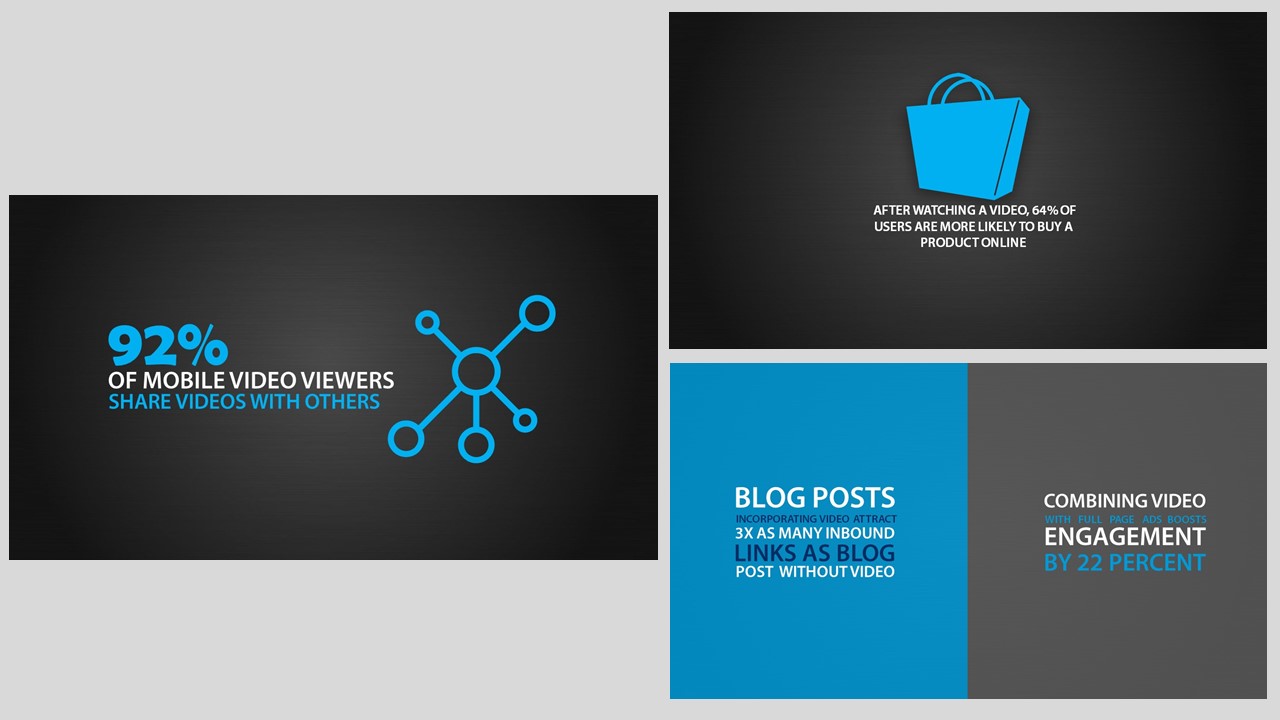 92%
OF MOBILE VIDEO VIEWERS
SHARE VIDEOS WITH OTHERS
AFTER WATCHING A VIDEO, 64% OF
USERS ARE MORE LIKELY TO BUY A
PRODUCT ONLINE
BLOG POSTS
INCORPORATING VIDEO ATTRACT
3X AS MANY INBOUND
LINKS AS BLOG
POST WITHOUT VIDEO
COMBINING VIDEO
WITH FULL PAGE ADS BOOSTS
ENGAGEMENT
BY 22 PERCENT